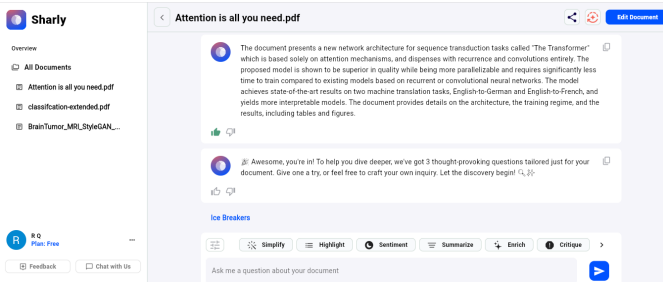 Sharly
Overview
All Documents
Attention is all you need.pdf
classifcation-extended.pdf
BrainTumor_MRI_StyleGAN_...
R Q
Plan: Free
...
Feedback
Chat with Us
Attention is all you need.pdf
Edit Document
The document presents a new network architecture for sequence transduction tasks called "The Transformer"
which is based solely on attention mechanisms, and dispenses with recurrence and convolutions entirely. The
proposed model is shown to be superior in quality while being more parallelizable and requires significantly less
time to train compared to existing models based on recurrent or convolutional neural networks. The model
achieves state-of-the-art results on two machine translation tasks, English-to-German and English-to-French, and
yields more interpretable models. The document provides details on the architecture, the training regime, and the
results, including tables and figures.
🎉 Awesome, you're in! To help you dive deeper, we've got 3 thought-provoking questions tailored just for your
document. Give one a try, or feel free to craft your own inquiry. Let the discovery begin! 🔍✨
Ice Breakers
Simplify
Highlight
Sentiment
Summarize
Enrich
Critique
Ask me a question about your document
R